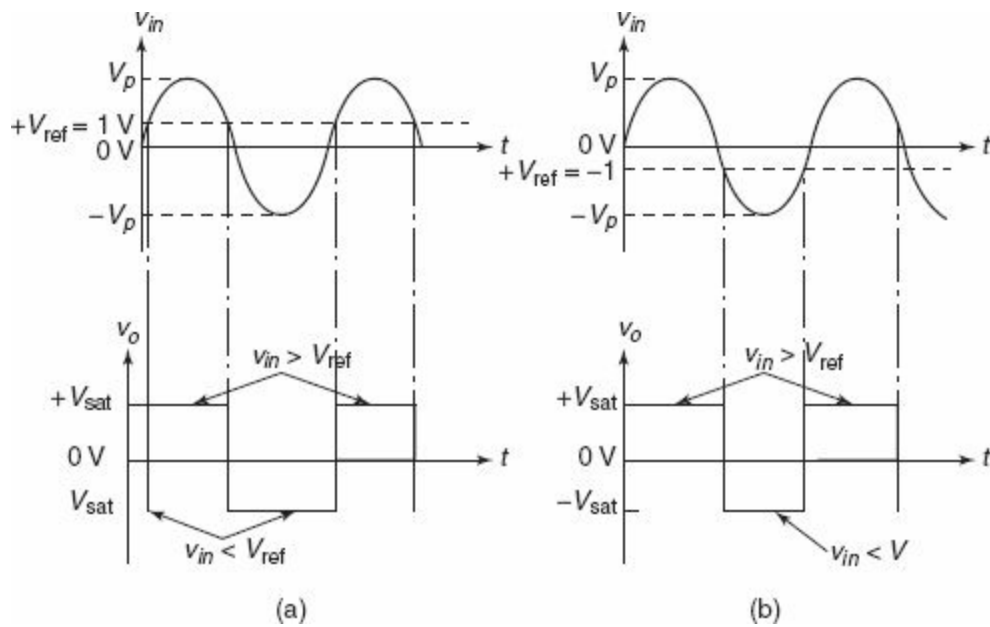 v_in
V_p
+V_ref = 1 V
0 V
t
−V_p
v_o
v_in > V_ref
+V_sat
0 V
t
V_sat
v_in < V_ref
(a)
v_in
V_p
0 V
t
+V_ref = −1
−V_p
v_o
v_in > V_ref
+V_sat
0 V
t
−V_sat
v_in < V
(b)